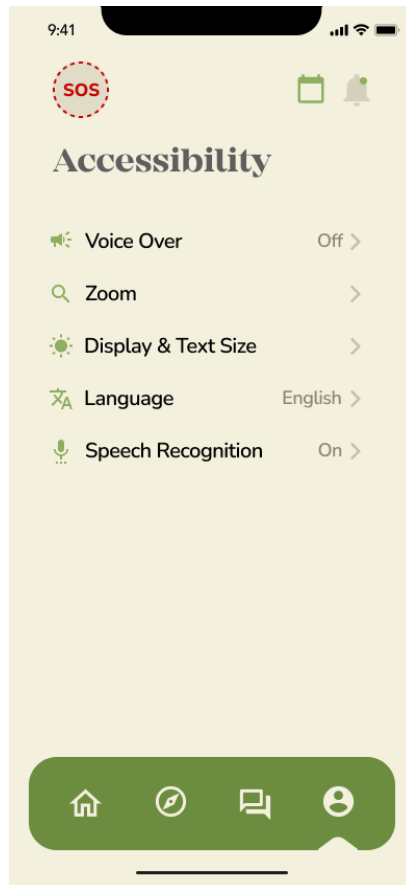 9:41
SOS
Accessibility
Voice Over Off
Zoom
Display & Text Size
Language English
Speech Recognition On